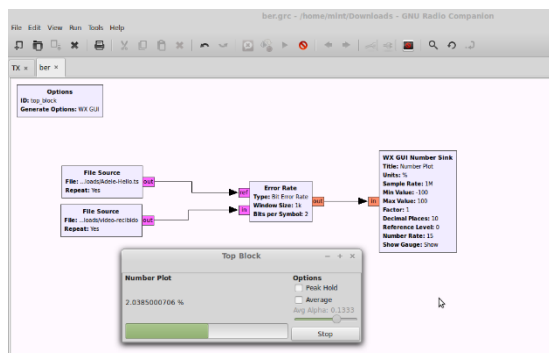 ber.grc - /home/mint/Downloads - GNU Radio Companion
File Edit View Run Tools Help
TX × ber ×
Options
ID: top_block
Generate Options: WX GUI
File Source
File: ...loads/Adele-Hello.ts
Repeat: Yes
out
File Source
File: ...loads/video-recibido
Repeat: Yes
out
ref
in
Error Rate
Type: Bit Error Rate
Window Size: 1k
Bits per Symbol: 2
out
in
WX GUI Number Sink
Title: Number Plot
Units: %
Sample Rate: 1M
Min Value: -100
Max Value: 100
Factor: 1
Decimal Places: 10
Reference Level: 0
Number Rate: 15
Show Gauge: Show
Top Block
Number Plot
2.0385000706 %
Options
Peak Hold
Average
Avg Alpha: 0.1333
Stop